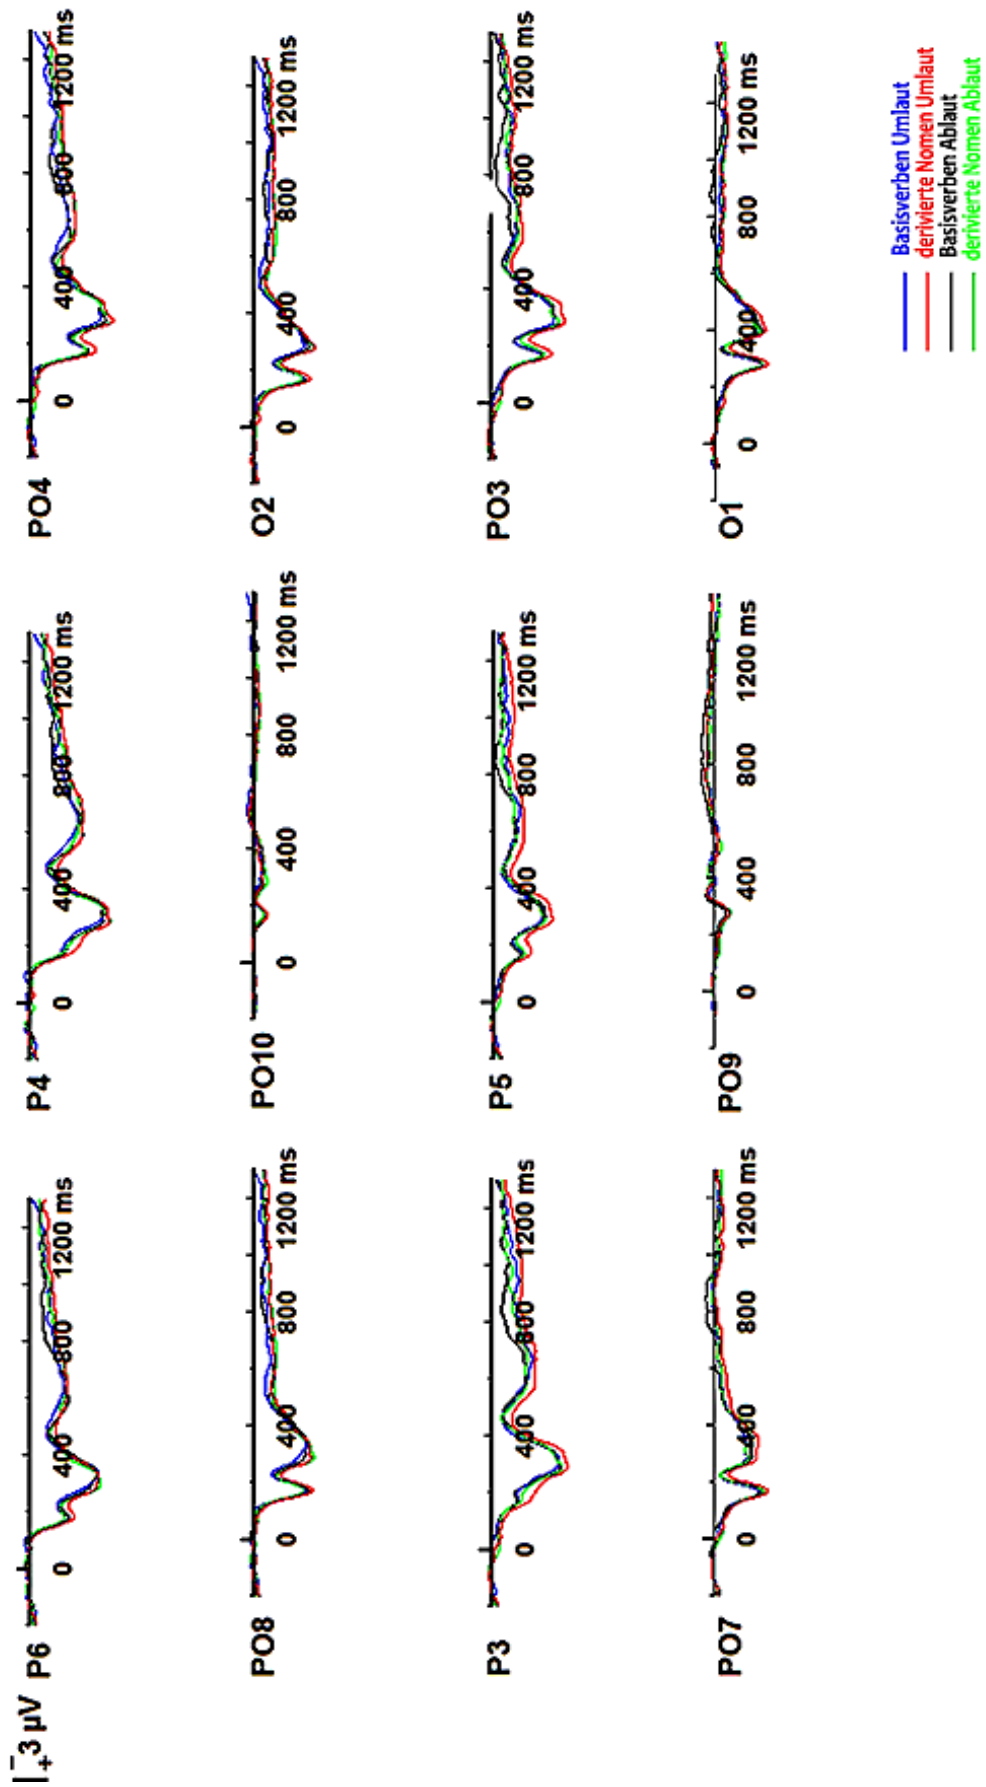 −
+ 3 µV P6 P4 PO4
0 400 800 1200 ms 0 400 800 1200 ms 0 400 800 1200 ms
PO8 PO10 O2
0 400 800 1200 ms 0 400 800 1200 ms 0 400 800 1200 ms
P3 P5 PO3
0 400 800 1200 ms 0 400 800 1200 ms 0 400 800 1200 ms
PO7 PO9 O1
0 400 800 1200 ms 0 400 800 1200 ms 0 400 800 1200 ms
Basisverben Umlaut
derivierte Nomen Umlaut
Basisverben Ablaut
derivierte Nomen Ablaut